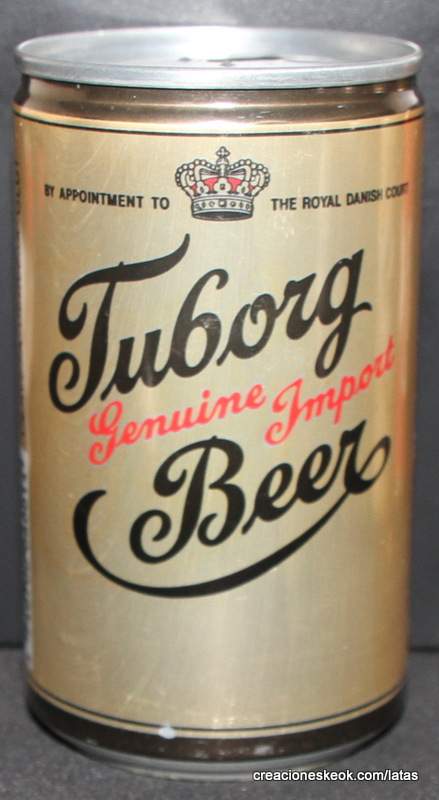 BY APPOINTMENT TO THE ROYAL DANISH COURT
Tuborg
Genuine Import
Beer
creacioneskeok.com/latas